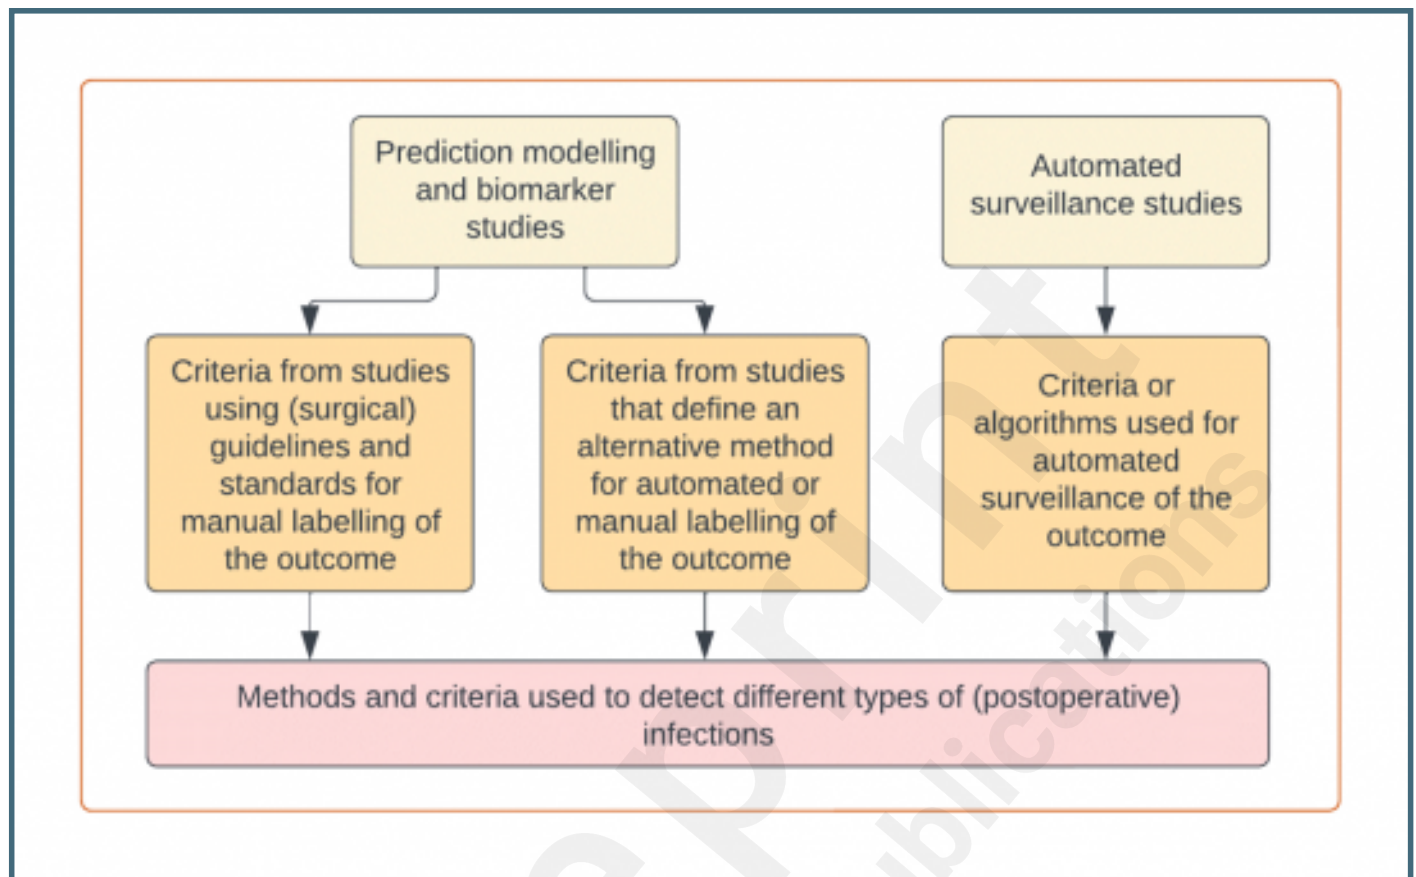 Prediction modelling
and biomarker
studies
Automated
surveillance studies
Criteria from studies
using (surgical)
guidelines and
standards for
manual labelling of
the outcome
Criteria from studies
that define an
alternative method
for automated or
manual labelling of
the outcome
Criteria or
algorithms used for
automated
surveillance of the
outcome
Methods and criteria used to detect different types of (postoperative)
infections